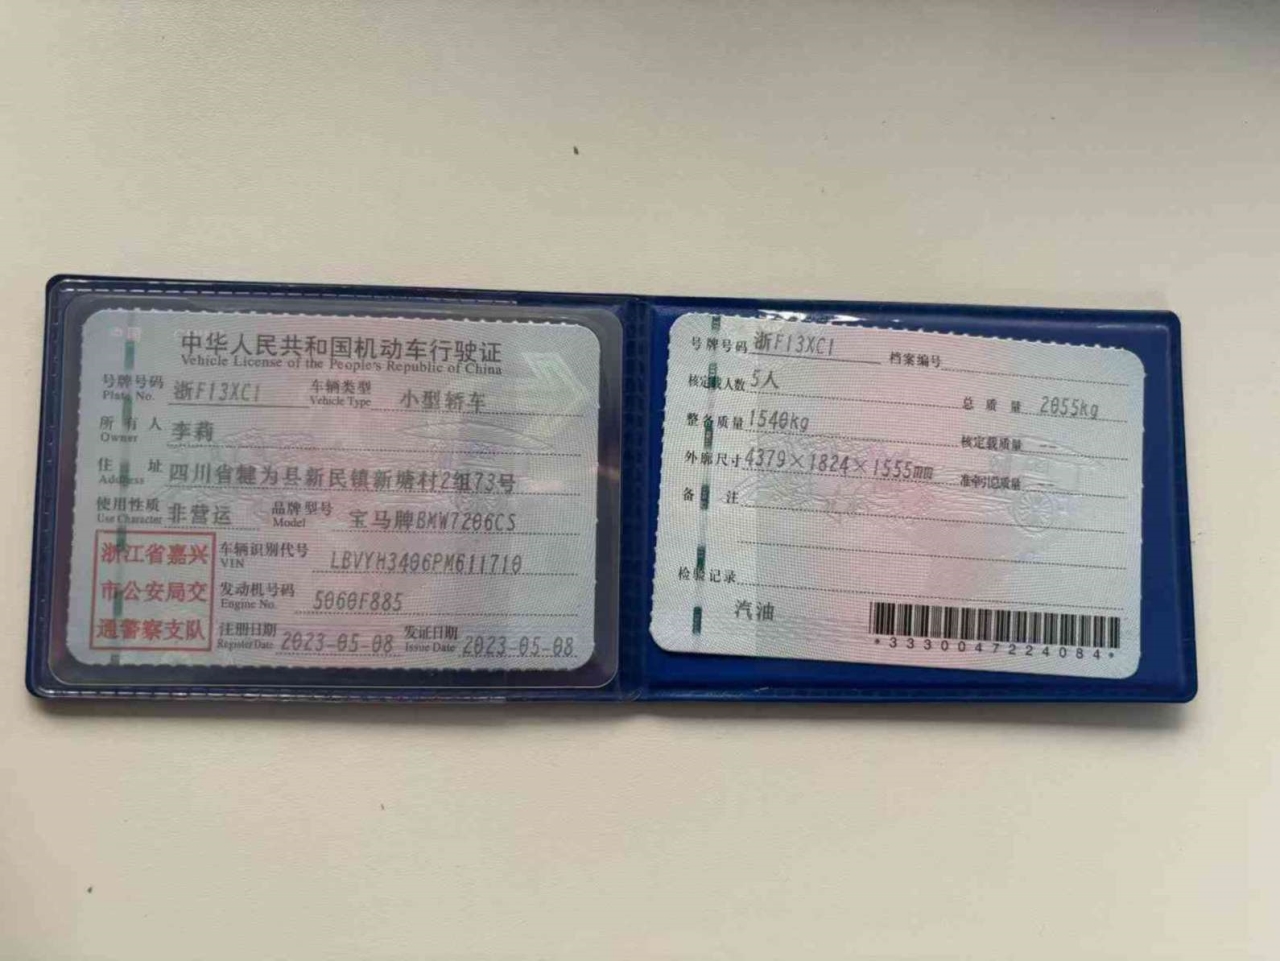 中华人民共和国机动车行驶证
Vehicle License of the People's Republic of China
号牌号码 浙F13XC1 车辆类型 小型轿车
Plate No. Vehicle Type
所有人 李莉
Owner
住址 四川省犍为县新民镇新塘村2组73号
Address
使用性质 非营运 品牌型号 宝马牌BMW7206CS
Use Character Model
浙江省嘉兴
市公安局交
通警察支队
车辆识别代号 LBVYH3406PM611710
VIN
发动机号码 5060F885
Engine No.
注册日期 2023-05-08 发证日期 2023-05-08
Register Date Issue Date
号牌号码 浙F13XC1 档案编号
核定载人数 5人 总质量 2055kg
整备质量 1540kg 核定载质量 --
外廓尺寸 4379×1824×1555mm 准牵引总质量 --
备注
检验记录
汽油
*3330047224084*